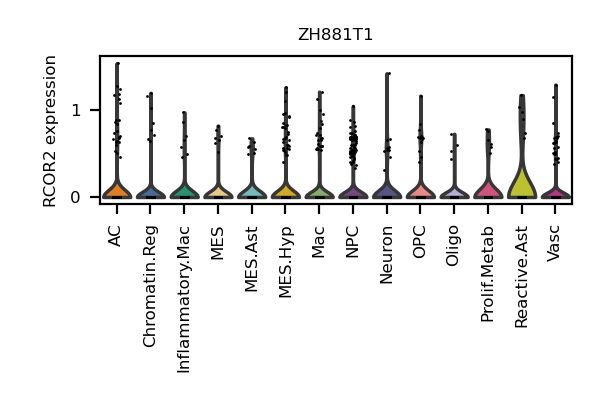 ZH881T1
RCOR2 expression
1
0
AC
Chromatin.Reg
Inflammatory.Mac
MES
MES.Ast
MES.Hyp
Mac
NPC
Neuron
OPC
Oligo
Prolif.Metab
Reactive.Ast
Vasc